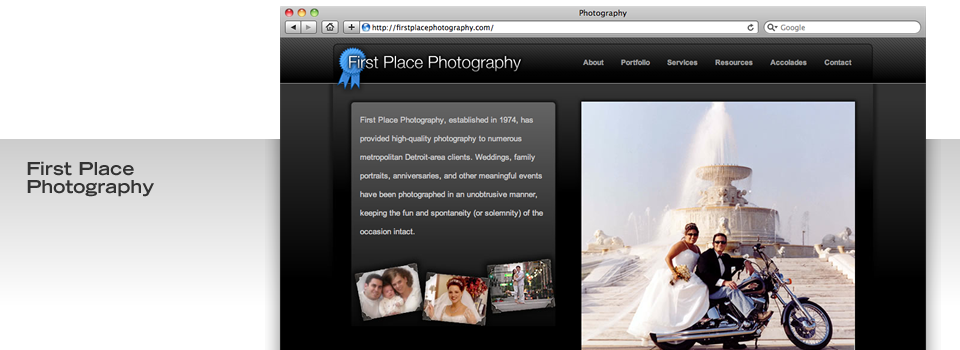 Photography
http://firstplacephotography.com/
Google
First Place Photography
About
Portfolio
Services
Resources
Accolades
Contact
First Place Photography, established in 1974, has
provided high-quality photography to numerous
metropolitan Detroit-area clients. Weddings, family
portraits, anniversaries, and other meaningful events
have been photographed in an unobtrusive manner,
keeping the fun and spontaneity (or solemnity) of the
occasion intact.
First Place
Photography